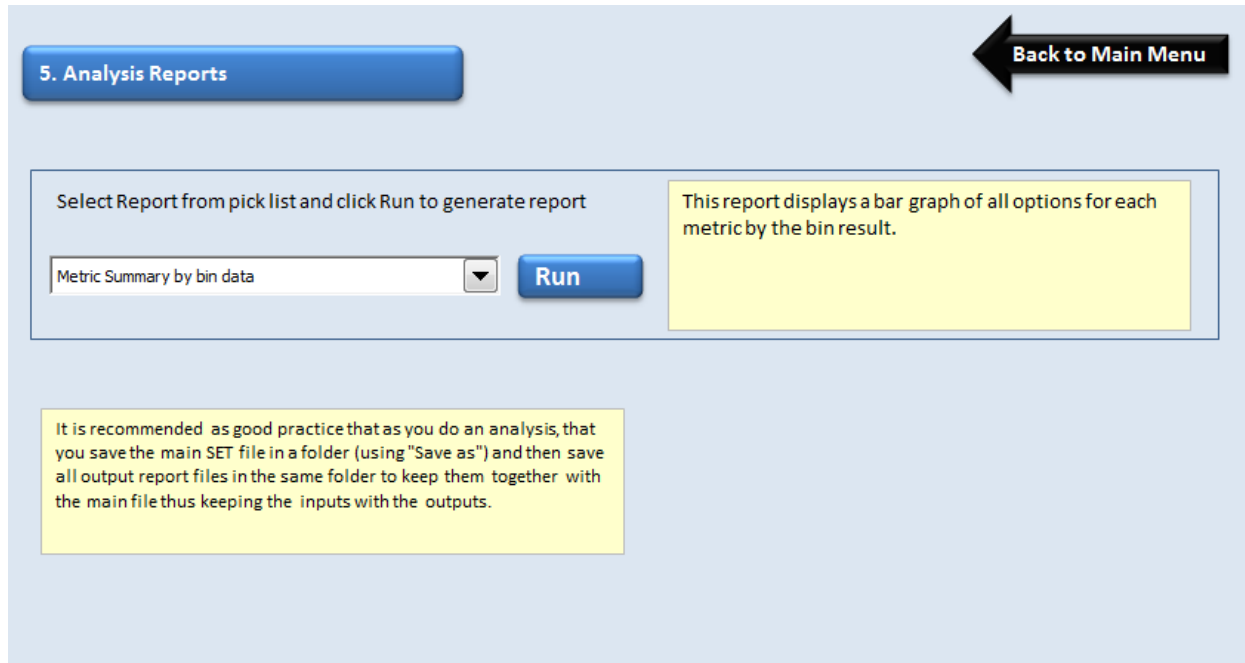 5. Analysis Reports
Back to Main Menu
Select Report from pick list and click Run to generate report
Metric Summary by bin data
Run
This report displays a bar graph of all options for each
metric by the bin result.
It is recommended as good practice that as you do an analysis, that
you save the main SET file in a folder (using "Save as") and then save
all output report files in the same folder to keep them together with
the main file thus keeping the inputs with the outputs.